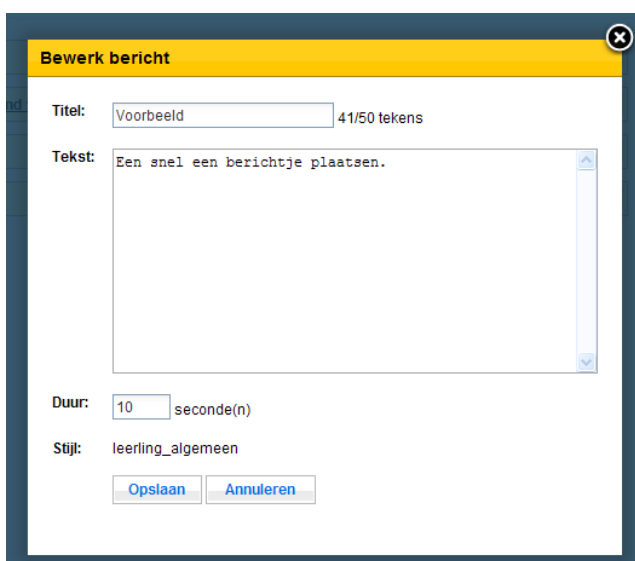 Bewerk bericht
nd
Titel: Voorbeeld 41/50 tekens
Tekst: Een snel een berichtje plaatsen.
Duur: 10 seconde(n)
Stijl: leerling_algemeen
Opslaan Annuleren